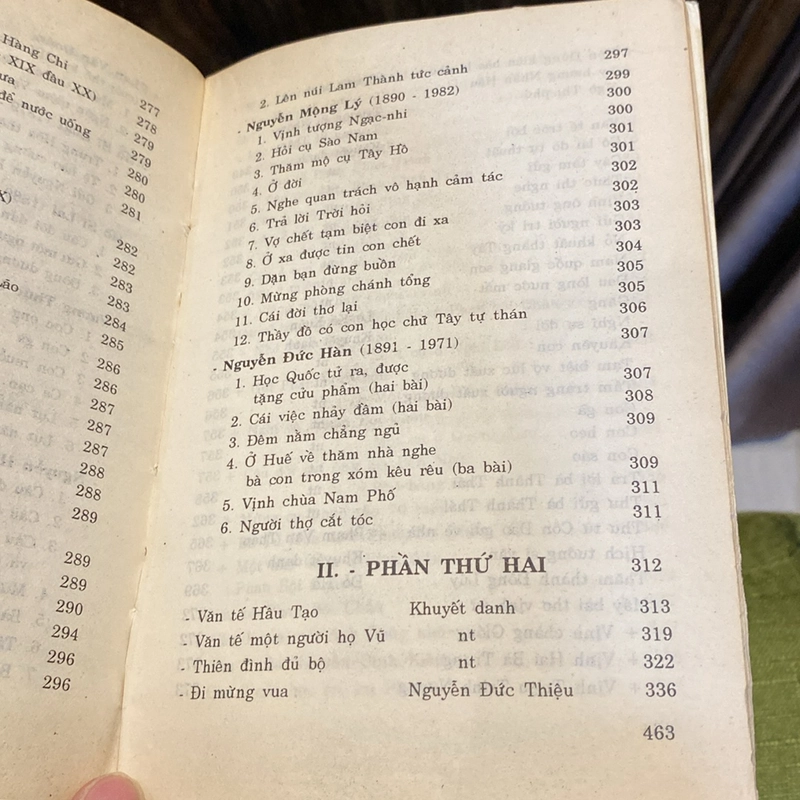 Hàng Chi
XIX đầu XX)
277
278
để nước uống
279
279
280
280
281
282
282
283
283
284
285
286
286
287
287
287
288
288
289
289
289
290
294
296
296
2. Lên núi Lam Thành tức cảnh 297
- Nguyễn Mộng Lý (1890 - 1982) 299
1. Vịnh tượng Ngạc-nhi 300
2. Hỏi cụ Sào Nam 300
3. Thăm mộ cụ Tây Hồ 301
4. Ở đời 301
5. Nghe quan trách vô hạnh cảm tác 302
6. Trả lời Trời hỏi 302
7. Vợ chết tạm biệt con đi xa 303
8. Ở xa được tin con chết 303
9. Dặn bạn đừng buồn 304
10. Mừng phòng chánh tổng 305
11. Cái đời thơ lại 305
12. Thầy đồ có con học chữ Tây tự thán 306
- Nguyễn Đức Hàn (1891 - 1971) 307
1. Học Quốc tử ra, được
tặng cửu phẩm (hai bài) 307
2. Cái việc nhảy đầm (hai bài) 308
3. Đêm nằm chẳng ngủ 309
4. Ở Huế về thăm nhà nghe
bà con trong xóm kêu rêu (ba bài) 309
5. Vịnh chùa Nam Phố 311
6. Người thợ cắt tóc 311
II. - PHẦN THỨ HAI 312
- Văn tế Hầu Tạo Khuyết danh 313
- Văn tế một người họ Vũ nt 319
- Thiên đình đủ bộ nt 322
- Đi mừng vua Nguyễn Đức Thiệu 336
463